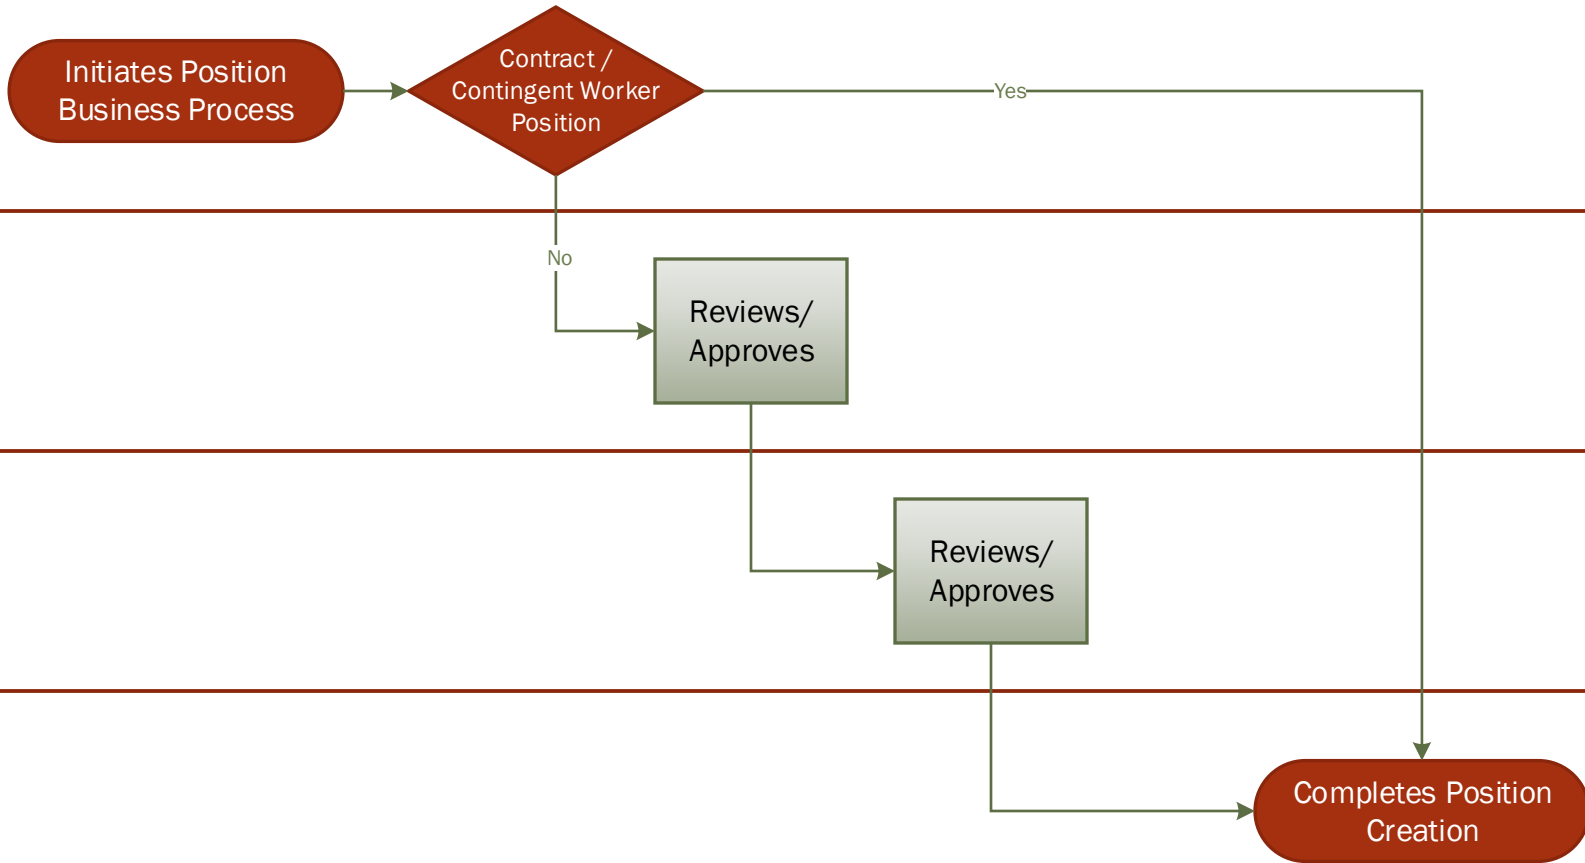 Initiates Position
Business Process
Contract /
Contingent Worker
Position
Yes
No
Reviews/
Approves
Reviews/
Approves
Completes Position
Creation